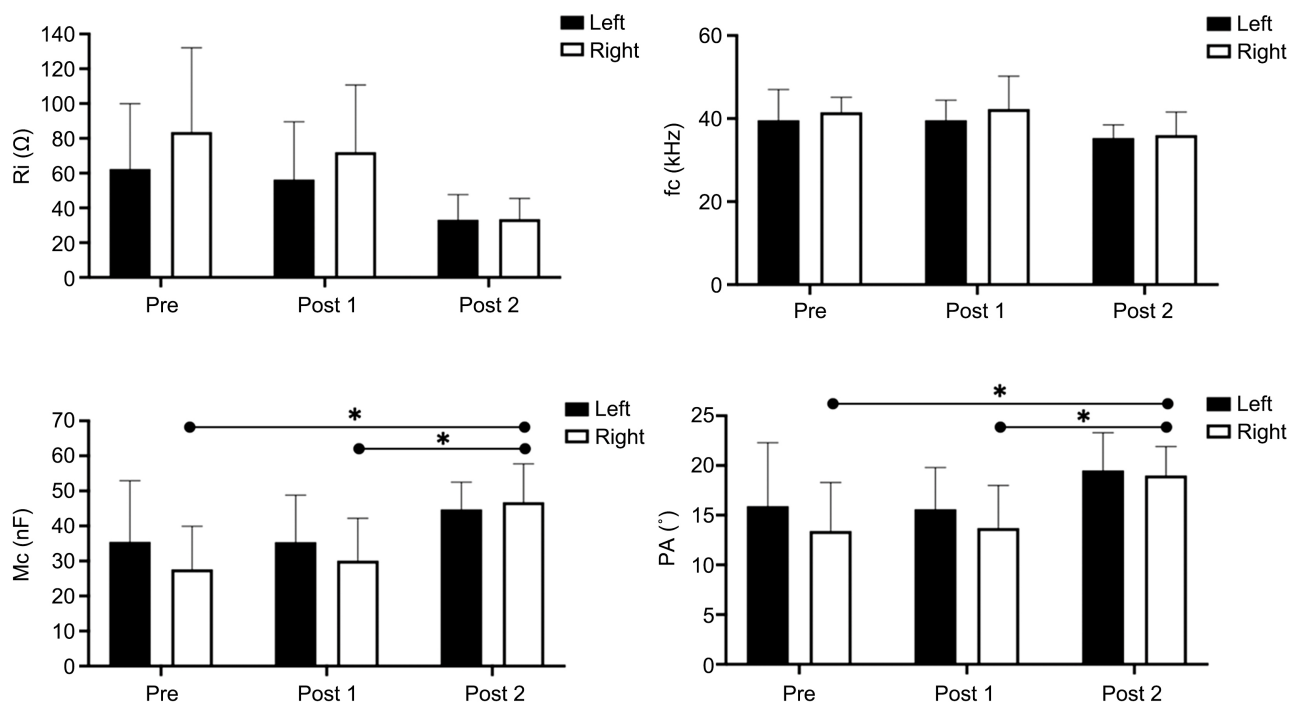 Left
Right
Ri (Ω)
140
120
100
80
60
40
20
0
Pre Post 1 Post 2
Left
Right
fc (kHz)
60
40
20
0
Pre Post 1 Post 2
Left
Right
Mc (nF)
70
60
50
40
30
20
10
0
*
*
Pre Post 1 Post 2
Left
Right
PA (°)
25
20
15
10
5
0
*
*
Pre Post 1 Post 2